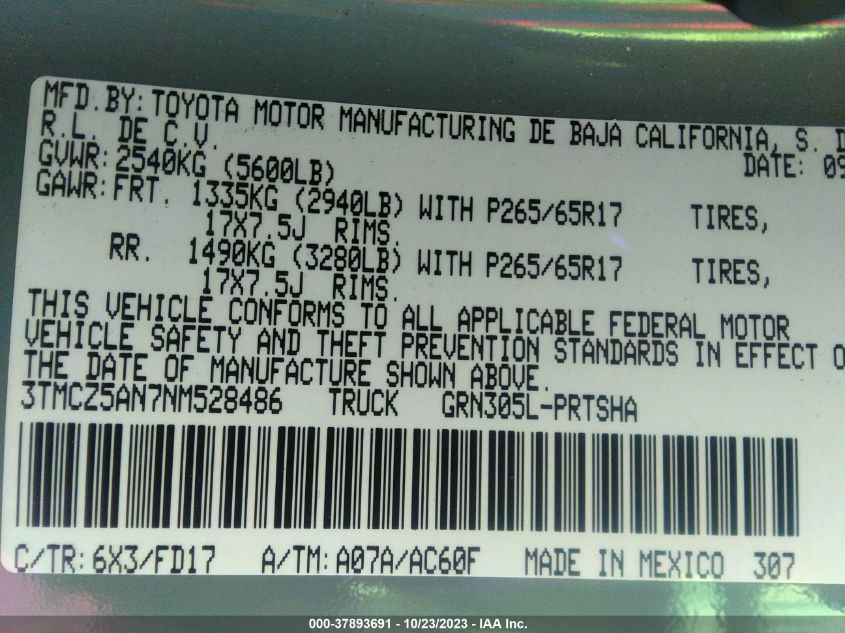 MFD.BY: TOYOTA MOTOR MANUFACTURING DE BAJA CALIFORNIA, S. D
R.L. DE C.V. DATE: 09
GVWR: 2540KG (5600LB)
GAWR: FRT. 1335KG (2940LB) WITH P265/65R17 TIRES,
17X7.5J RIMS.
RR. 1490KG (3280LB) WITH P265/65R17 TIRES,
17X7.5J RIMS.
THIS VEHICLE CONFORMS TO ALL APPLICABLE FEDERAL MOTOR
VEHICLE SAFETY AND THEFT PREVENTION STANDARDS IN EFFECT O
THE DATE OF MANUFACTURE SHOWN ABOVE.
3TMCZ5AN7NM528486 TRUCK GRN305L-PRTSHA
C/TR: 6X3/FD17 A/TM: A07A/AC60F MADE IN MEXICO 307
000-37893691 - 10/23/2023 - IAA Inc.